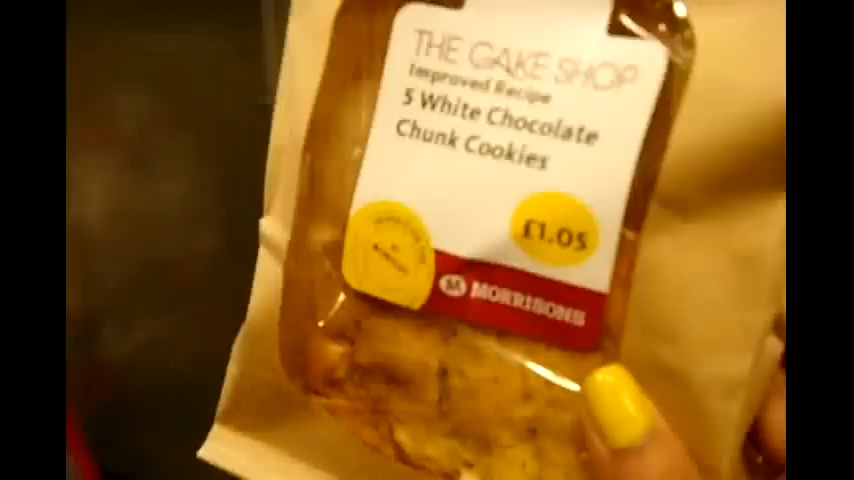 THE CAKE SHOP
Improved Recipe
5 White Chocolate
Chunk Cookies
£1.05
M MORRISONS